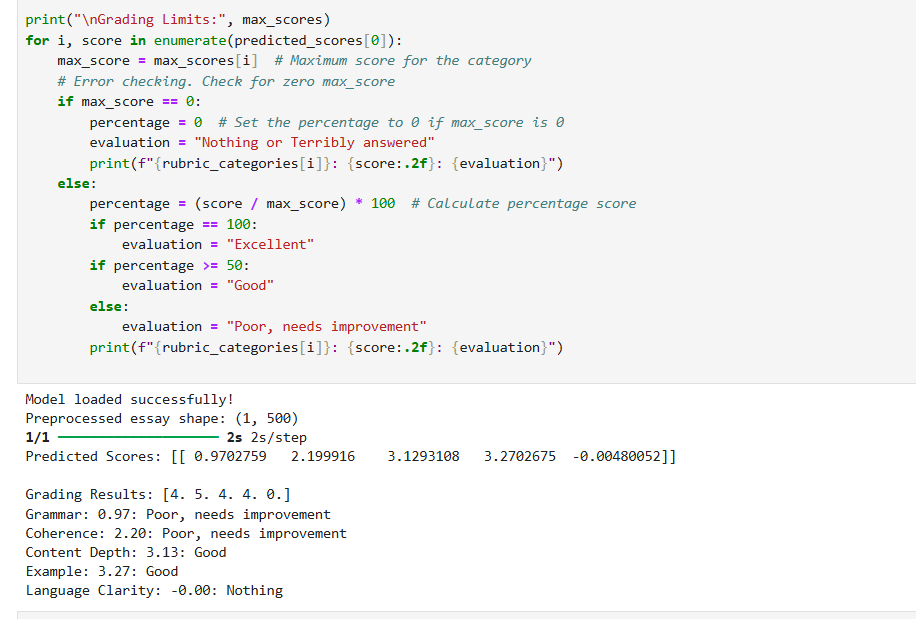 print("\nGrading Limits:", max_scores)
for i, score in enumerate(predicted_scores[0]):
    max_score = max_scores[i]  # Maximum score for the category
    # Error checking. Check for zero max_score
    if max_score == 0:
        percentage = 0  # Set the percentage to 0 if max_score is 0
        evaluation = "Nothing or Terribly answered"
        print(f"{rubric_categories[i]}: {score:.2f}: {evaluation}")
    else:
        percentage = (score / max_score) * 100  # Calculate percentage score
        if percentage == 100:
            evaluation = "Excellent"
        if percentage >= 50:
            evaluation = "Good"
        else:
            evaluation = "Poor, needs improvement"
        print(f"{rubric_categories[i]}: {score:.2f}: {evaluation}")
Model loaded successfully!
Preprocessed essay shape: (1, 500)
1/1 ━━━━━━━━━━━━━━━━━━━━ 2s 2s/step
Predicted Scores: [[ 0.9702759   2.199916    3.1293108   3.2702675  -0.00480052]]

Grading Results: [4. 5. 4. 4. 0.]
Grammar: 0.97: Poor, needs improvement
Coherence: 2.20: Poor, needs improvement
Content Depth: 3.13: Good
Example: 3.27: Good
Language Clarity: -0.00: Nothing